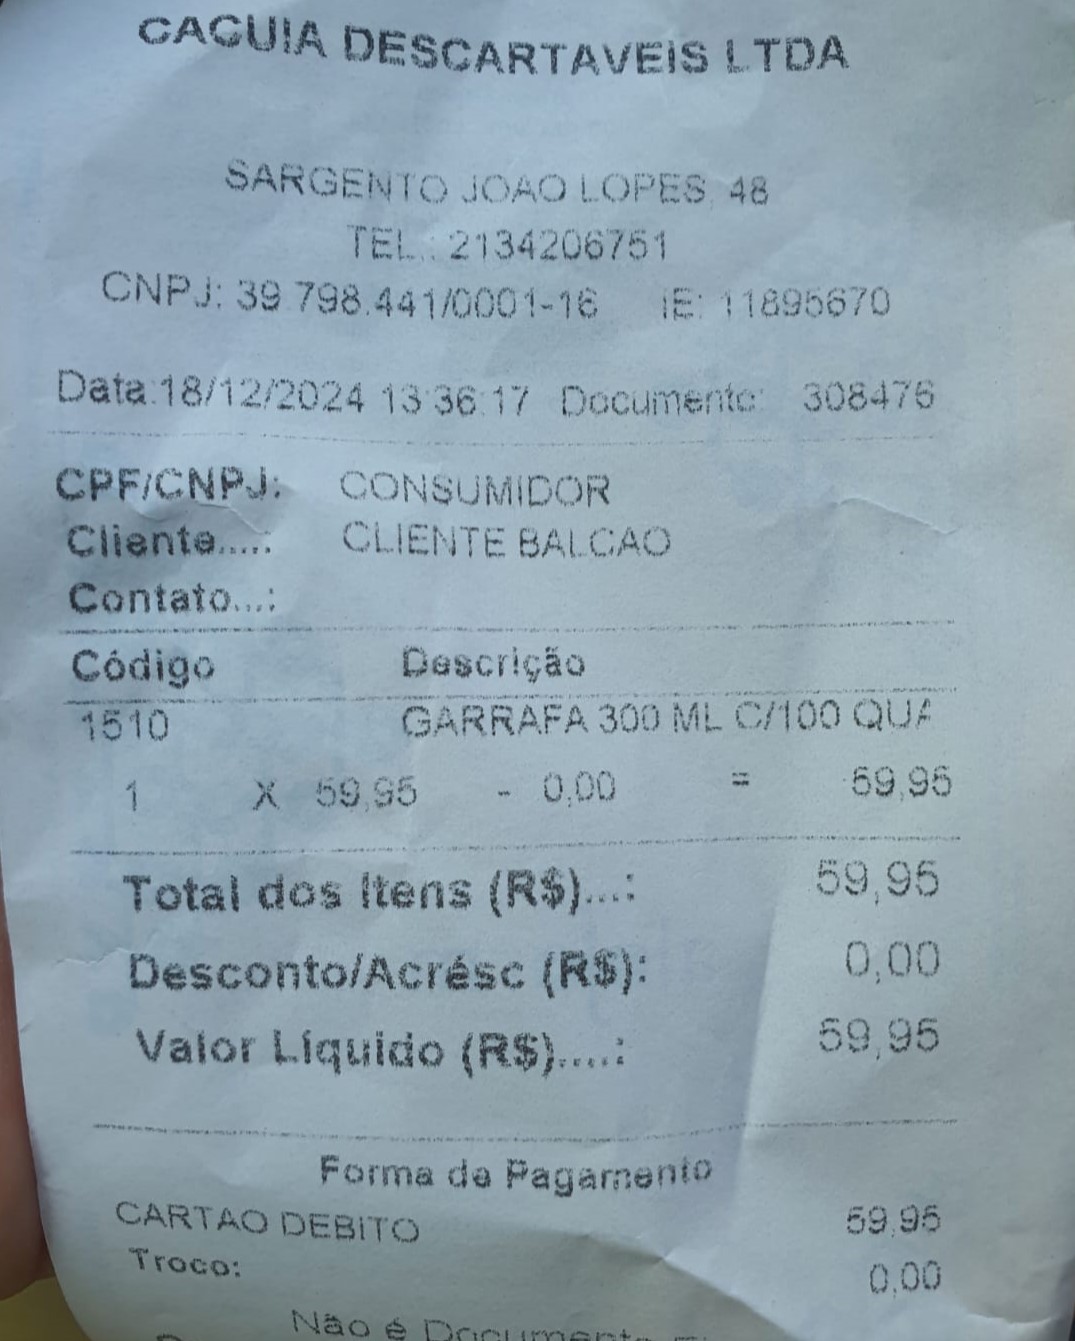 CACUIA DESCARTAVEIS LTDA
SARGENTO JOAO LOPES, 48
TEL.: 2134206751
CNPJ: 39.798.441/0001-16 IE: 11895670
Data:18/12/2024 13:36:17 Documento: 308476
CPF/CNPJ: CONSUMIDOR
Cliente.....: CLIENTE BALCAO
Contato...:
Código Descrição
1510 GARRAFA 300 ML C/100 QUA
1 X 59,95 - 0,00 = 59,95
Total dos Itens (R$)...: 59,95
Desconto/Acrésc (R$): 0,00
Valor Líquido (R$)....: 59,95
Forma de Pagamento
CARTAO DEBITO 59,95
Troco: 0,00
Não é Documento